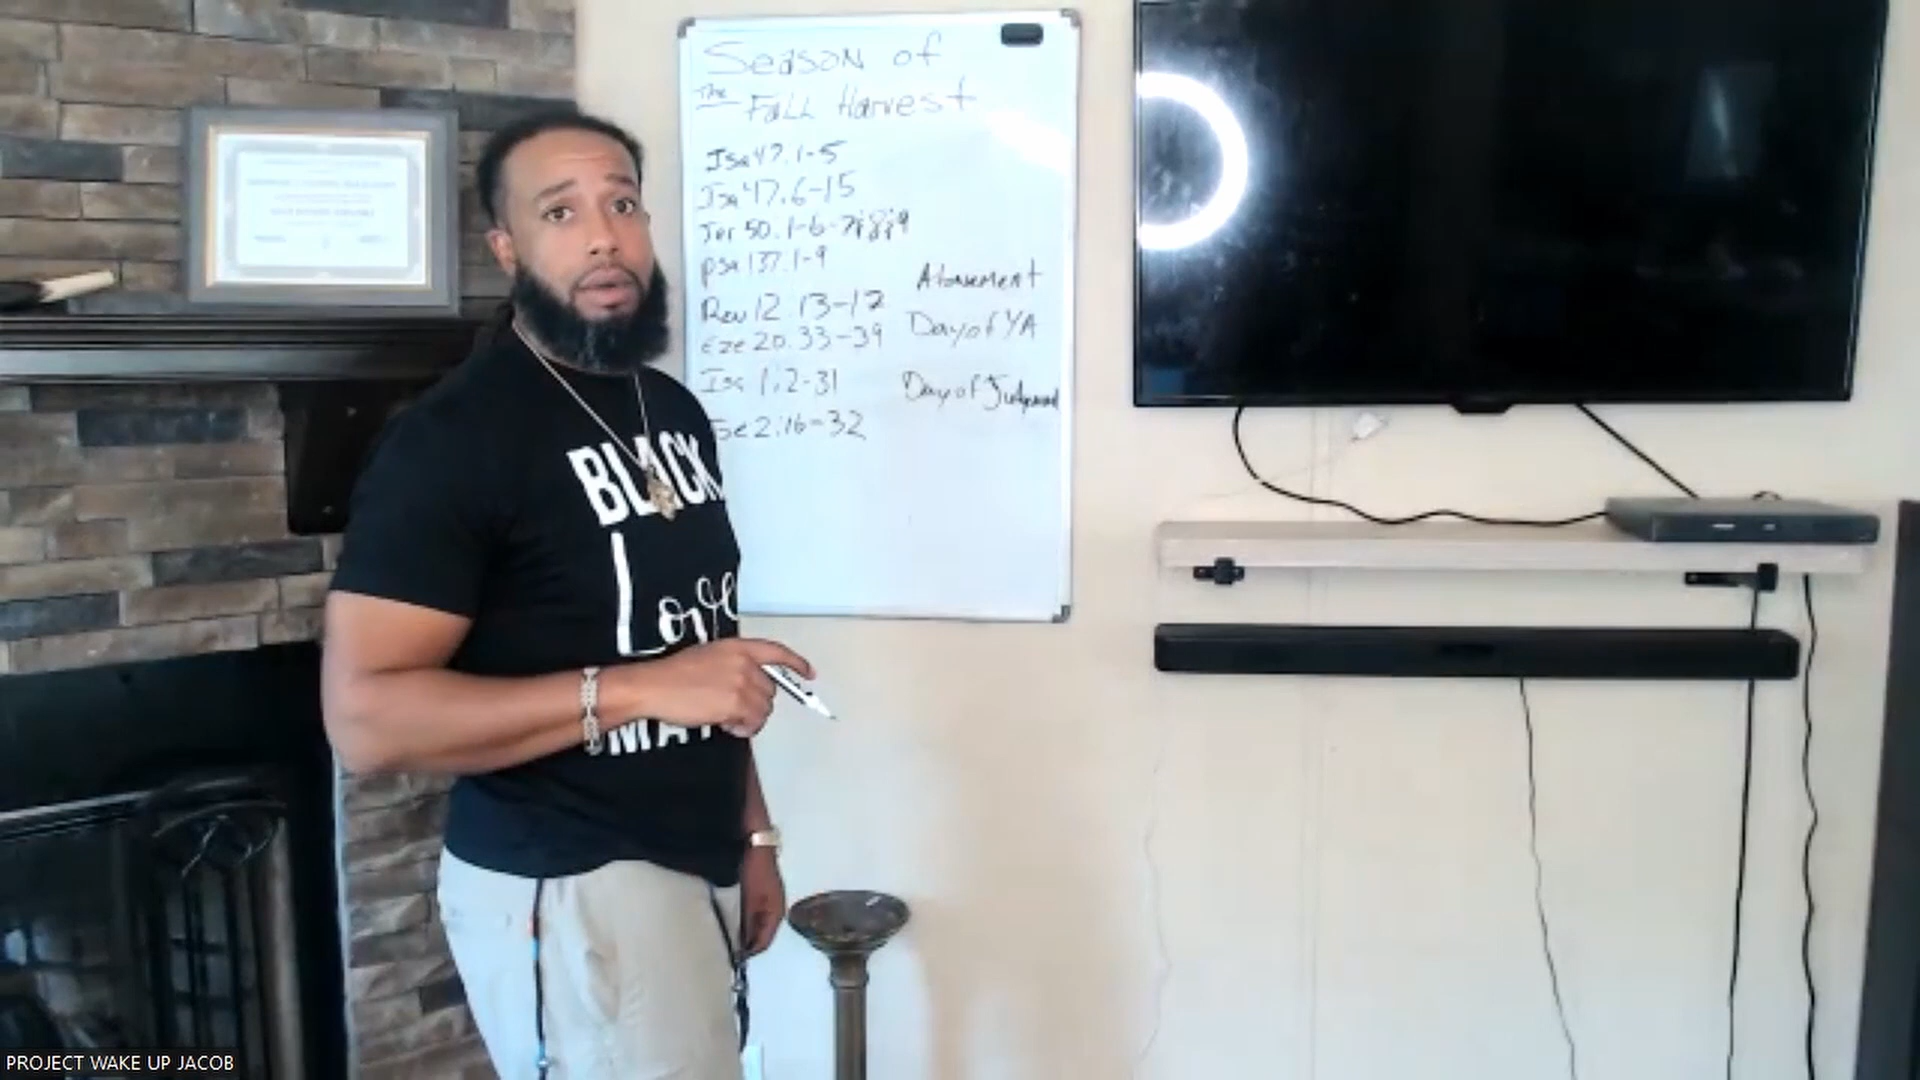 Season of
The Fall Harvest
Isa 47.1-5
Isa 47.6-15
Jer 50.1-6-7;8;9
psa 137.1-9
Rev 12.13-17
Eze 20.33-39
Isa 1:2-31
2:16-32
Atonement
Day of YA
Day of Judgement
BLACK
Love
MA
PROJECT WAKE UP JACOB